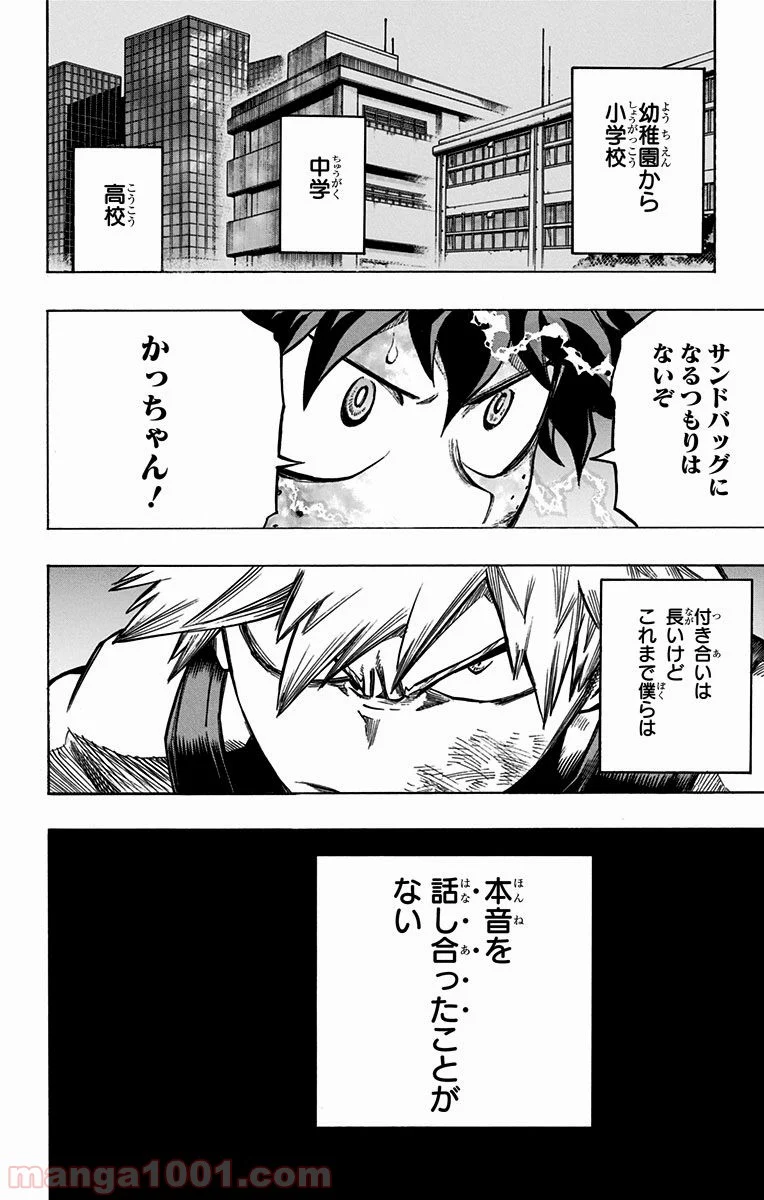 幼稚園から
小学校
中学
高校
サンドバッグに
なるつもりは
ないぞ
かっちゃん！
付き合いは
長いけど
これまで僕らは
本音を
話し合ったことが
ない
manga1001.com